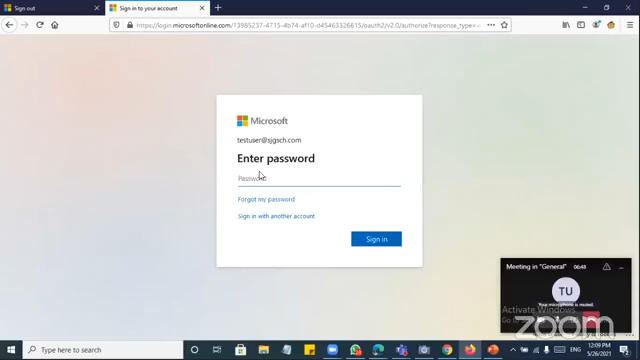 Sign out
Sign in to your account
https://login.microsoftonline.com/13985237-4715-4b74-af10-d45463265315/oauth2/v2.0/authorize?response_type=
Microsoft
testuser@sjgsch.com
Enter password
Password
Forgot my password
Sign in with another account
Sign in
Meeting in "General"
06:48
TU
Your microphone is muted.
Activate Windows
zoom
Type here to search
ENG
12:09 PM
5/26/2021